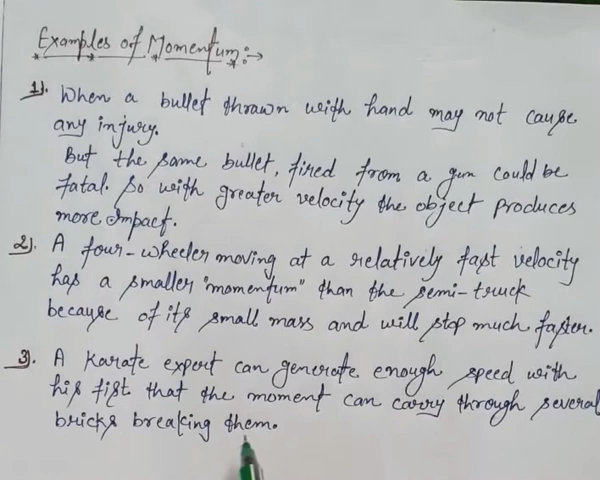 Examples of Momentum:→
1). When a bullet thrawn with hand may not cause
any injury.
But the same bullet, fired from a gun could be
fatal. So with greater velocity the object produces
more Impact.
2). A four-wheeler moving at a relatively fast velocity
has a smaller "momentum" than the semi-truck
because of its small mass and will stop much faster.
3). A Karate expert can generate enough speed with
his fist that the moment can carry through several
bricks breaking them.